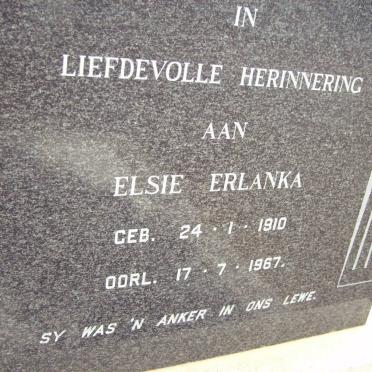 IN
LIEFDEVOLLE HERINNERING
AAN
ELSIE ERLANKA
GEB. 24 · 1 · 1910
OORL. 17 · 7 · 1967.
SY WAS 'N ANKER IN ONS LEWE.